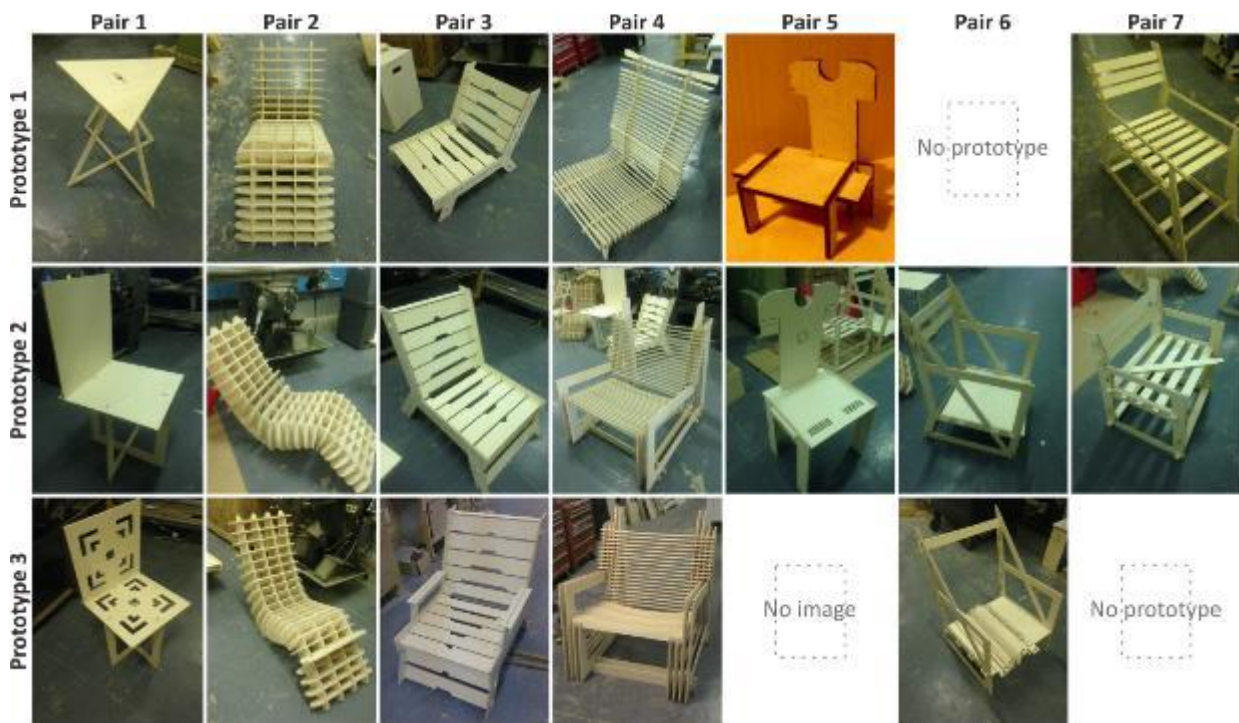 Pair 1 Pair 2 Pair 3 Pair 4 Pair 5 Pair 6 Pair 7
Prototype 1
No prototype
Prototype 2
Prototype 3
No image
No prototype